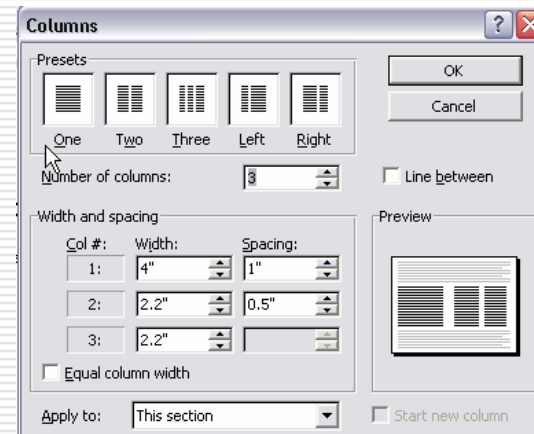 Columns
Presets
OK
Cancel
One Two Three Left Right
Number of columns: 3
Line between
Width and spacing
Preview
Col #: Width: Spacing:
1: 4" 1"
2: 2.2" 0.5"
3: 2.2"
Equal column width
Apply to: This section
Start new column